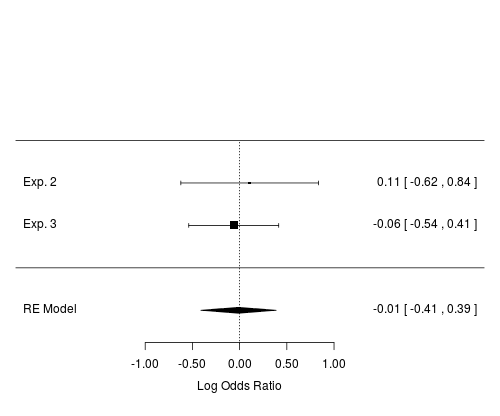 Exp. 2 0.11 [ -0.62 , 0.84 ]
Exp. 3 -0.06 [ -0.54 , 0.41 ]
RE Model -0.01 [ -0.41 , 0.39 ]
-1.00 -0.50 0.00 0.50 1.00
Log Odds Ratio